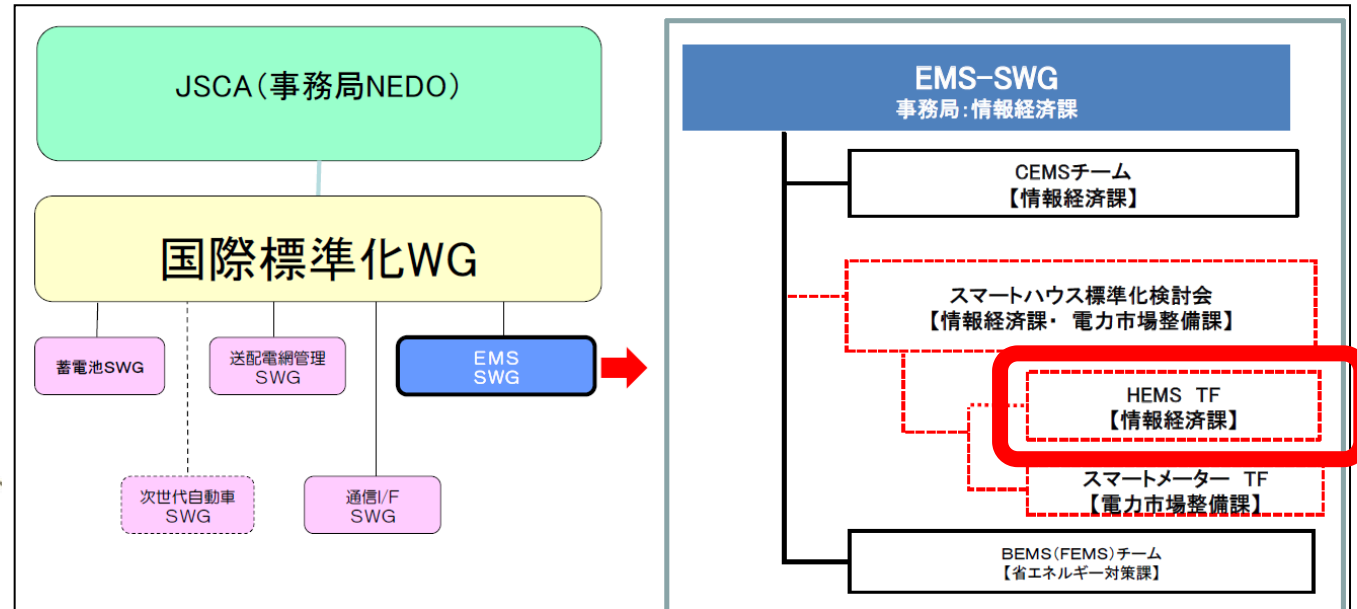 JSCA(事務局NEDO)
国際標準化WG
蓄電池SWG
送配電網管理
SWG
EMS
SWG
次世代自動車
SWG
通信I/F
SWG
EMS-SWG
事務局:情報経済課
CEMSチーム
【情報経済課】
スマートハウス標準化検討会
【情報経済課・ 電力市場整備課】
HEMS TF
【情報経済課】
スマートメーター TF
【電力市場整備課】
BEMS(FEMS)チーム
【省エネルギー対策課】